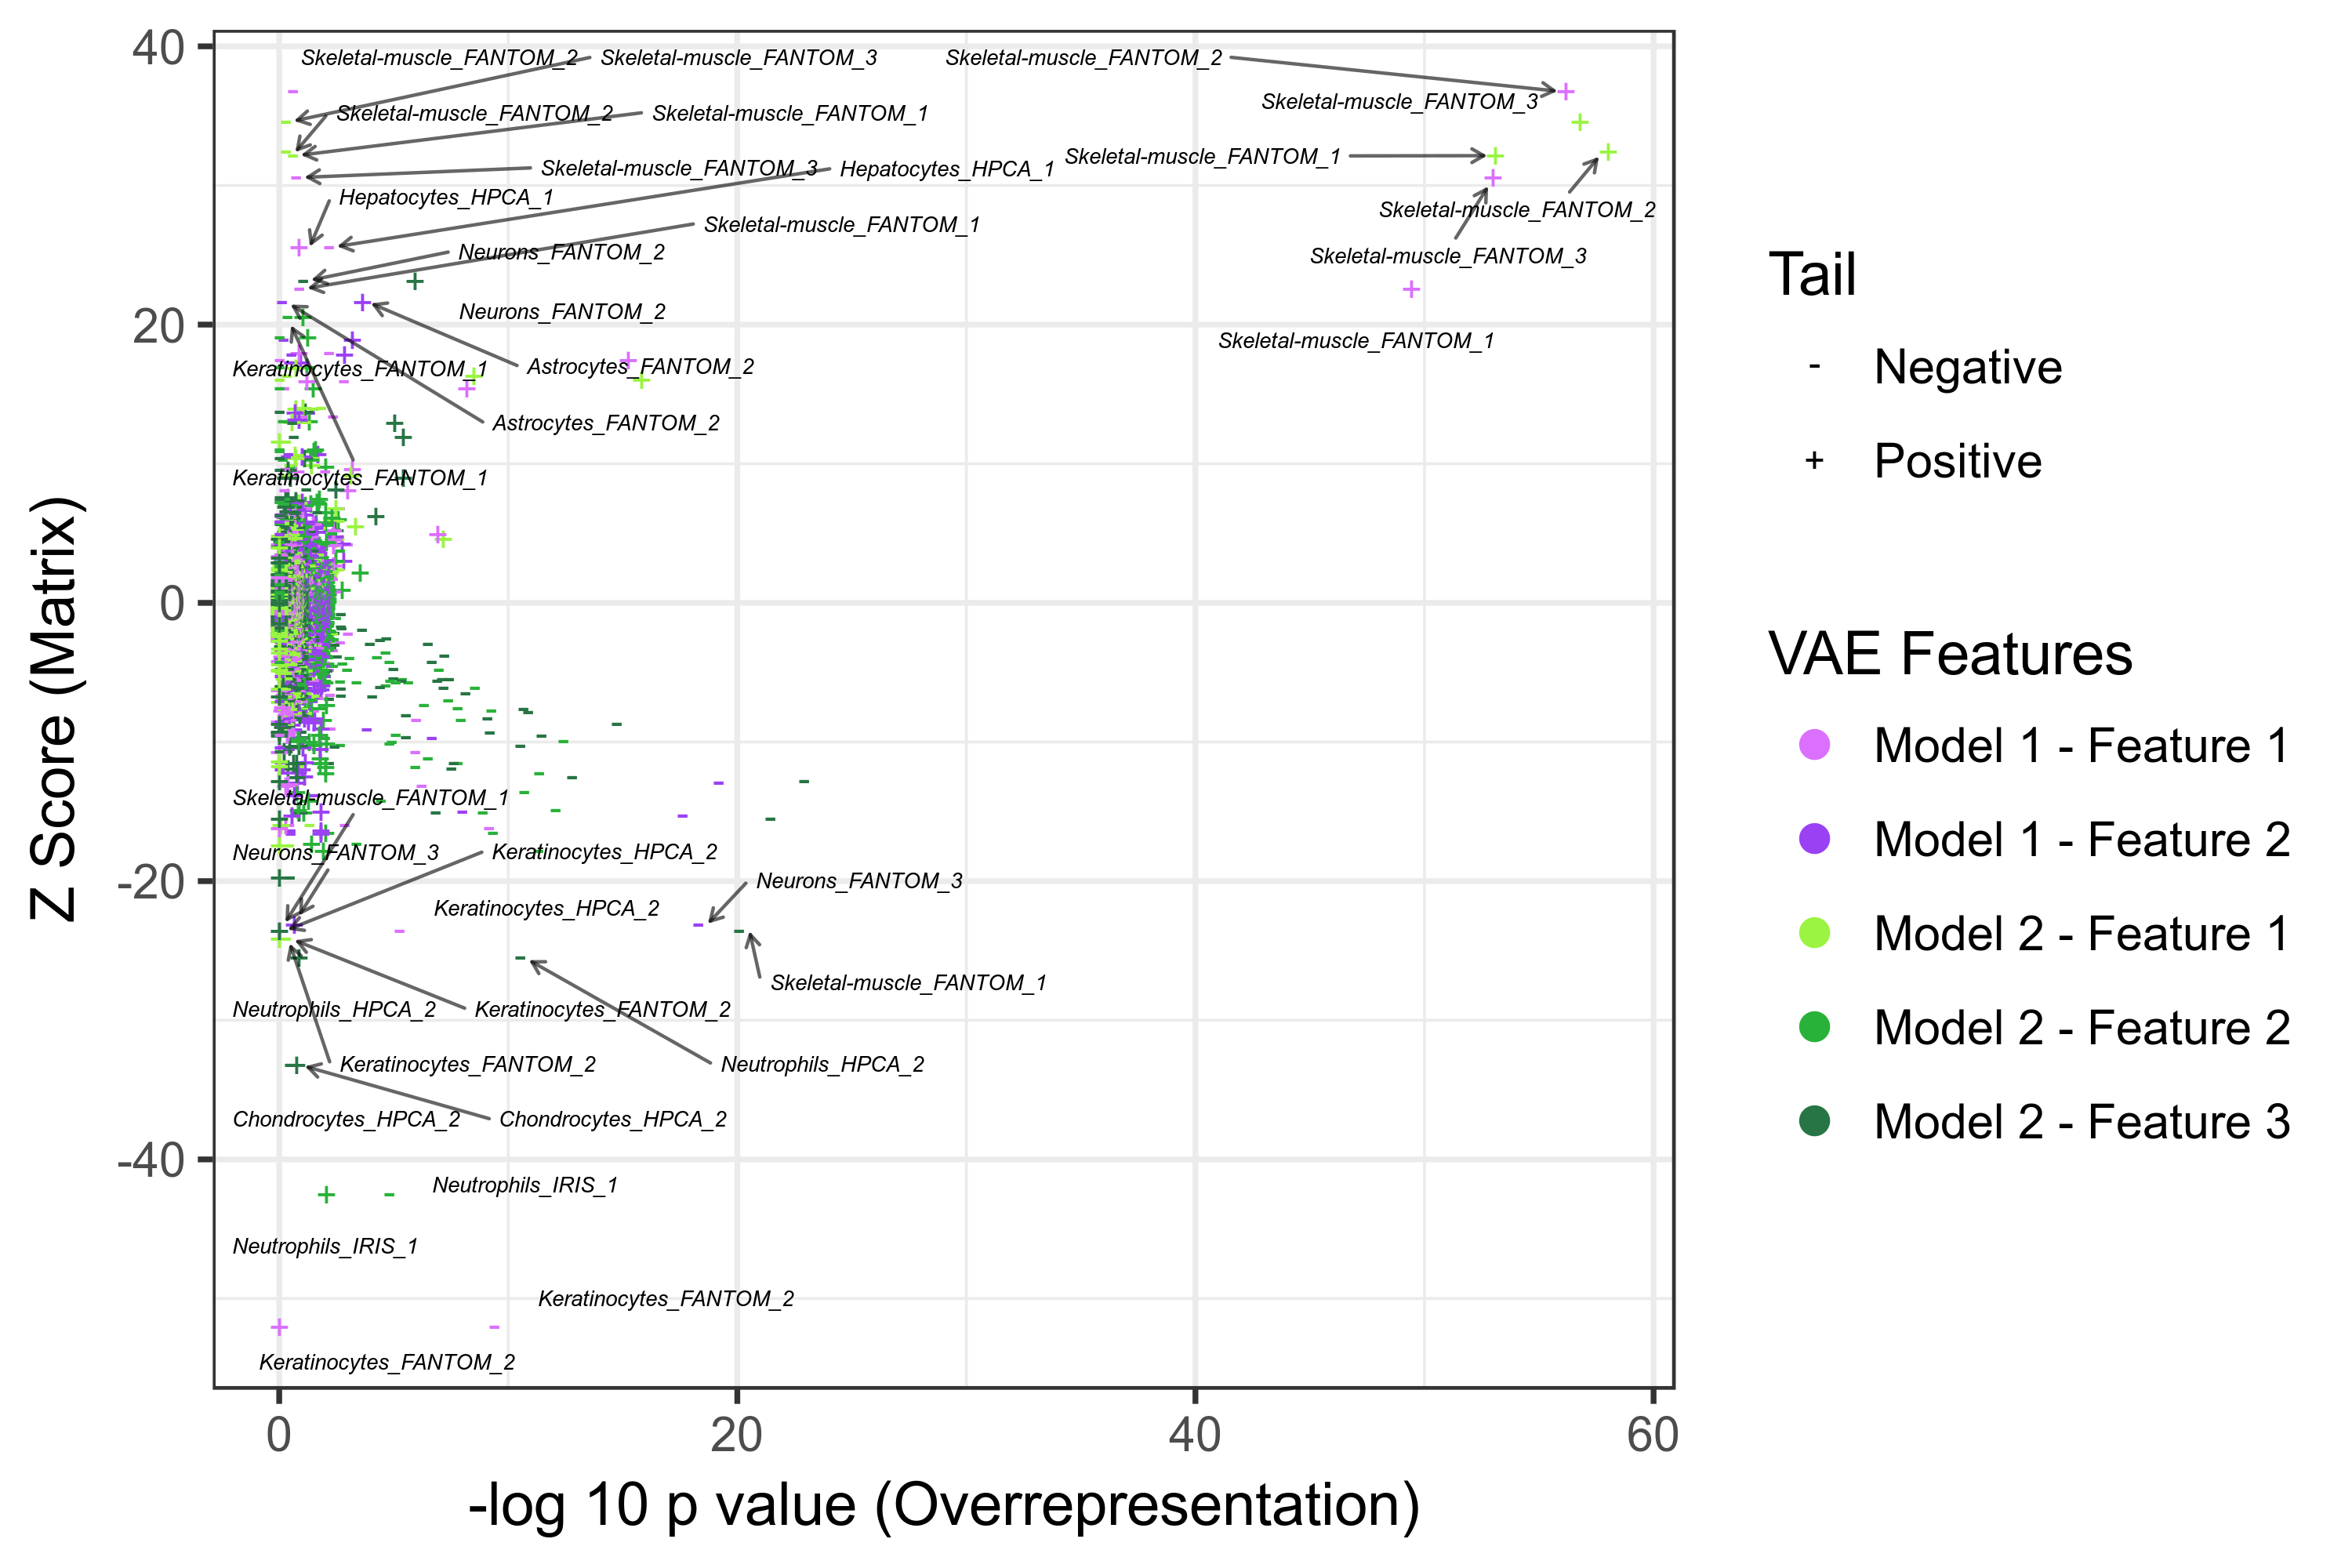 40
20
0
-20
-40
0
20
40
60
Z Score (Matrix)
-log 10 p value (Overrepresentation)
Skeletal-muscle_FANTOM_2
Skeletal-muscle_FANTOM_3
Skeletal-muscle_FANTOM_2
Skeletal-muscle_FANTOM_3
Skeletal-muscle_FANTOM_2
Skeletal-muscle_FANTOM_1
Skeletal-muscle_FANTOM_1
Skeletal-muscle_FANTOM_3
Hepatocytes_HPCA_1
Hepatocytes_HPCA_1
Skeletal-muscle_FANTOM_2
Skeletal-muscle_FANTOM_1
Neurons_FANTOM_2
Skeletal-muscle_FANTOM_3
Neurons_FANTOM_2
Skeletal-muscle_FANTOM_1
Keratinocytes_FANTOM_1
Astrocytes_FANTOM_2
Astrocytes_FANTOM_2
Keratinocytes_FANTOM_1
Skeletal-muscle_FANTOM_1
Neurons_FANTOM_3
Keratinocytes_HPCA_2
Neurons_FANTOM_3
Keratinocytes_HPCA_2
Skeletal-muscle_FANTOM_1
Neutrophils_HPCA_2
Keratinocytes_FANTOM_2
Keratinocytes_FANTOM_2
Neutrophils_HPCA_2
Chondrocytes_HPCA_2
Chondrocytes_HPCA_2
Neutrophils_IRIS_1
Neutrophils_IRIS_1
Keratinocytes_FANTOM_2
Keratinocytes_FANTOM_2
Tail
- Negative
+ Positive
VAE Features
Model 1 - Feature 1
Model 1 - Feature 2
Model 2 - Feature 1
Model 2 - Feature 2
Model 2 - Feature 3